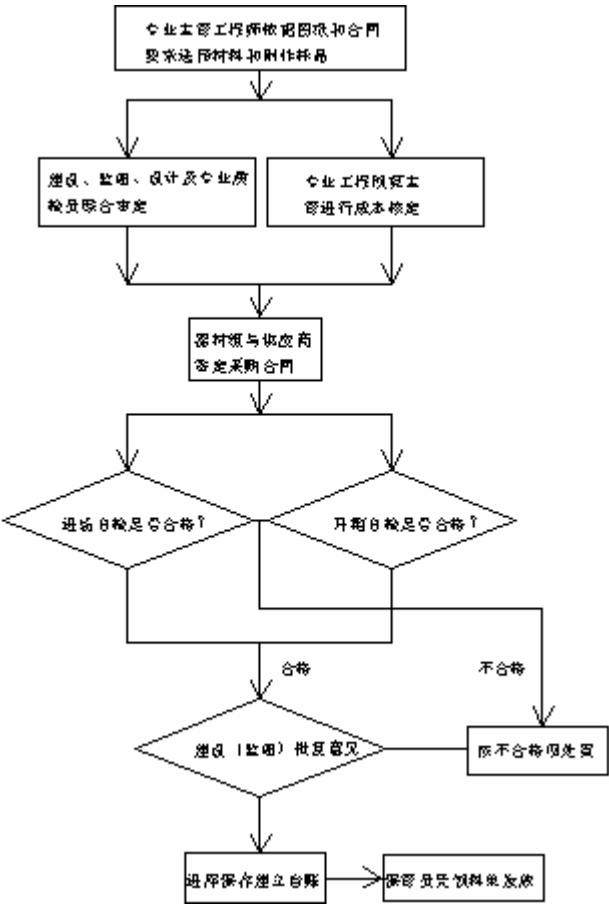 专业主管工程师依据图纸和合同
要求选择材料和制作样品
建设、监理、设计及专业质
检员联合审定
专业工程师预算主
管进行成本核定
器材部与供应商
签定采购合同
进场自检是否合格？
开箱自检是否合格？
合格
不合格
建设（监理）批复意见
按不合格项处置
进库保存建立台账
保管员凭领料单发放